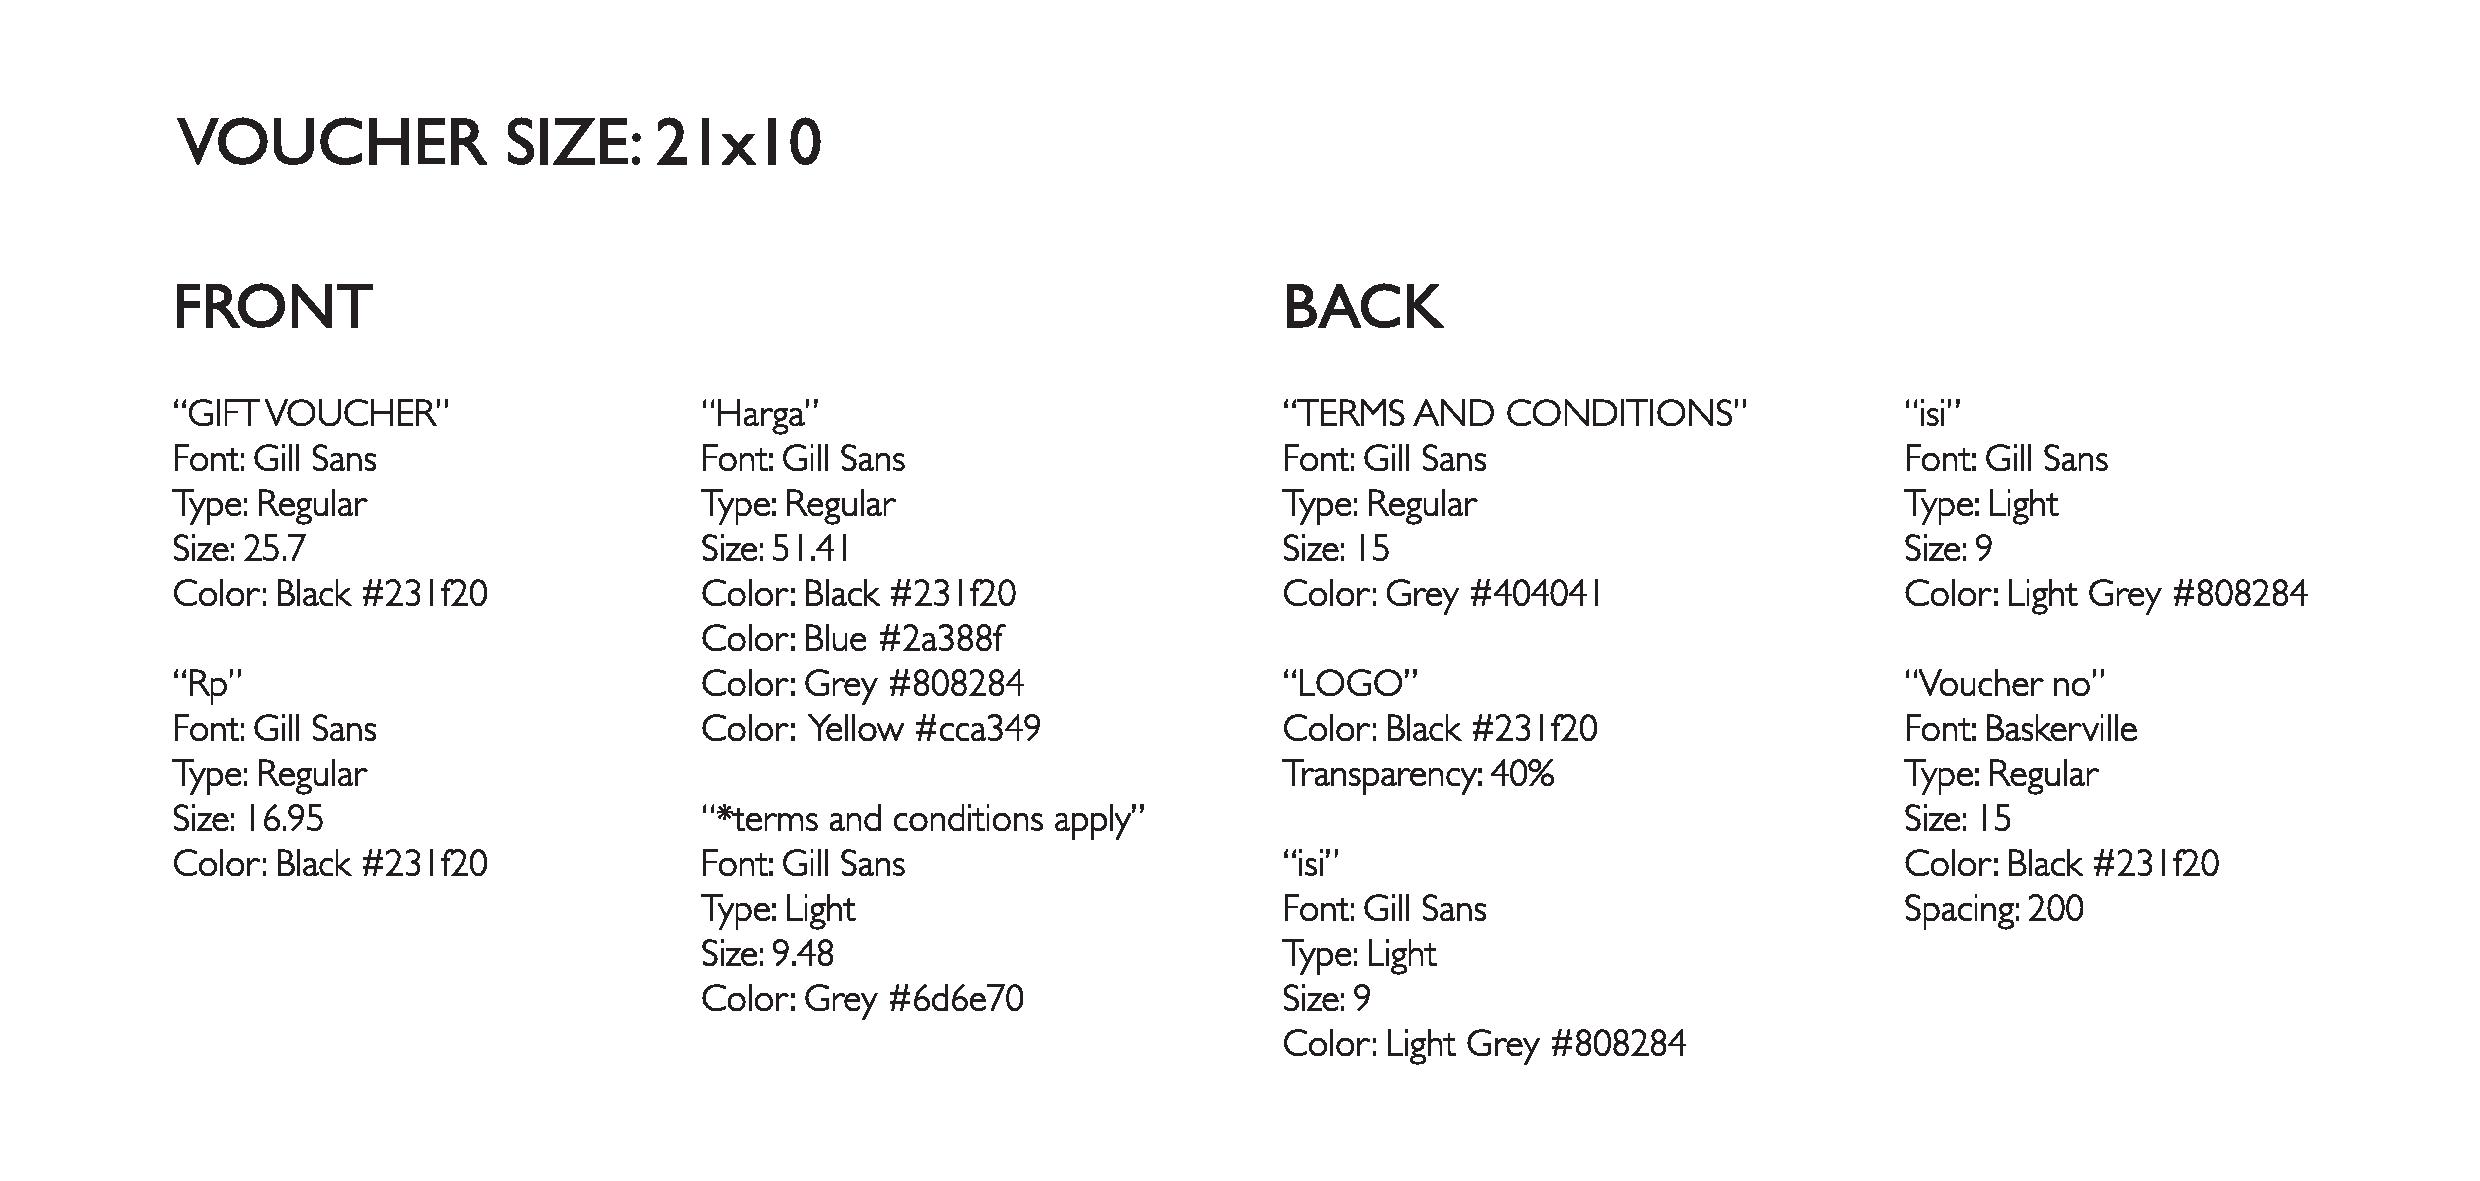 VOUCHER SIZE: 21x10
FRONT
“GIFT VOUCHER”
Font: Gill Sans
Type: Regular
Size: 25.7
Color: Black #231f20
“Rp”
Font: Gill Sans
Type: Regular
Size: 16.95
Color: Black #231f20
“Harga”
Font: Gill Sans
Type: Regular
Size: 51.41
Color: Black #231f20
Color: Blue #2a388f
Color: Grey #808284
Color: Yellow #cca349
“*terms and conditions apply”
Font: Gill Sans
Type: Light
Size: 9.48
Color: Grey #6d6e70
BACK
“TERMS AND CONDITIONS”
Font: Gill Sans
Type: Regular
Size: 15
Color: Grey #404041
“LOGO”
Color: Black #231f20
Transparency: 40%
“isi”
Font: Gill Sans
Type: Light
Size: 9
Color: Light Grey #808284
“isi”
Font: Gill Sans
Type: Light
Size: 9
Color: Light Grey #808284
“Voucher no”
Font: Baskerville
Type: Regular
Size: 15
Color: Black #231f20
Spacing: 200